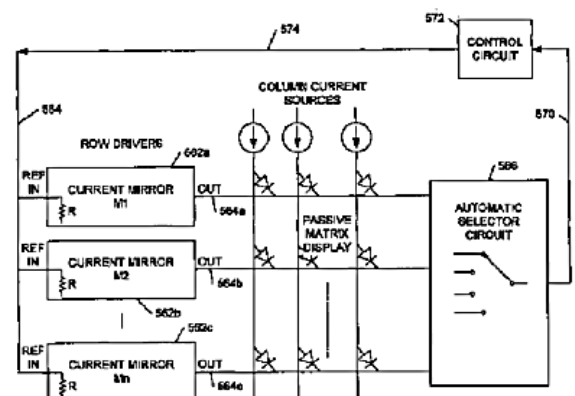 574
572
CONTROL
CIRCUIT
COLUMN CURRENT
SOURCES
554
ROW DRIVERS
562a
570
566
REF
IN
CURRENT MIRROR
M1
R
OUT
564a
AUTOMATIC
SELECTOR
CIRCUIT
PASSIVE
MATRIX
DISPLAY
REF
IN
CURRENT MIRROR
M2
R
OUT
564b
562b
562c
REF
IN
CURRENT MIRROR
Mn
R
OUT
564c